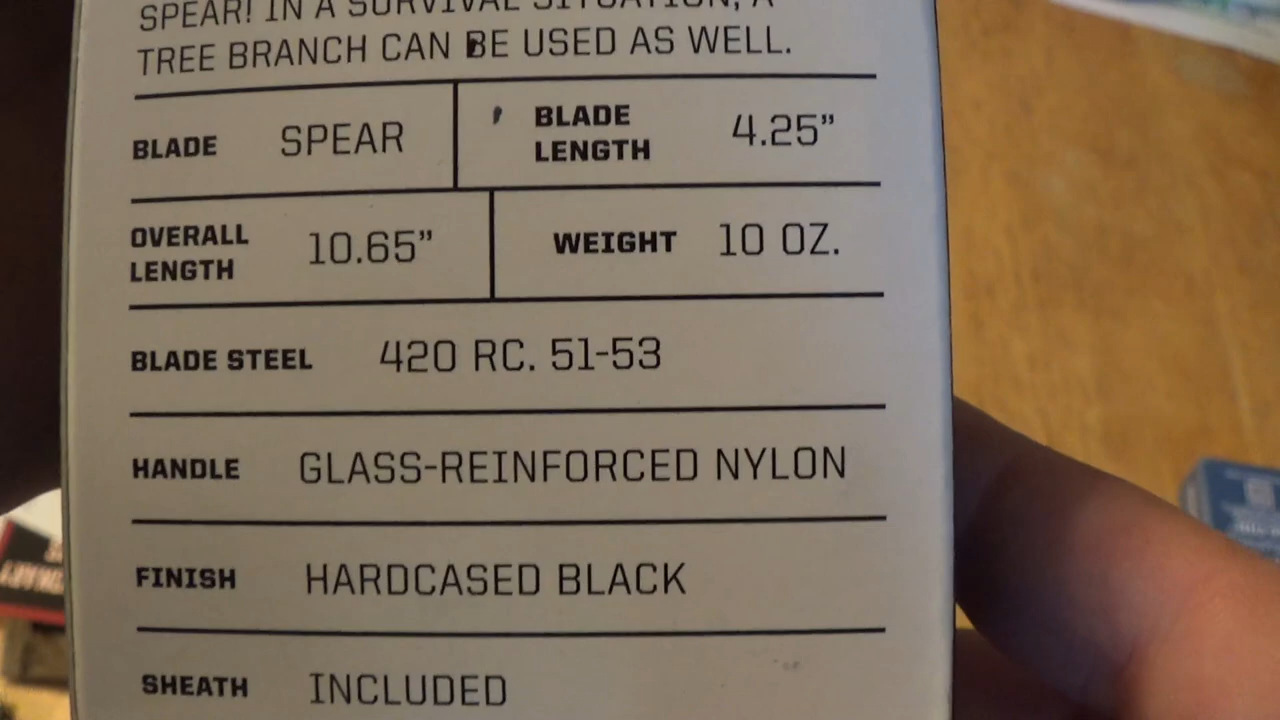 SPEAR! IN A SURVIVAL SITUATION, A
TREE BRANCH CAN BE USED AS WELL.
BLADE SPEAR
BLADE LENGTH 4.25”
OVERALL LENGTH 10.65”
WEIGHT 10 OZ.
BLADE STEEL 420 RC. 51-53
HANDLE GLASS-REINFORCED NYLON
FINISH HARDCASED BLACK
SHEATH INCLUDED